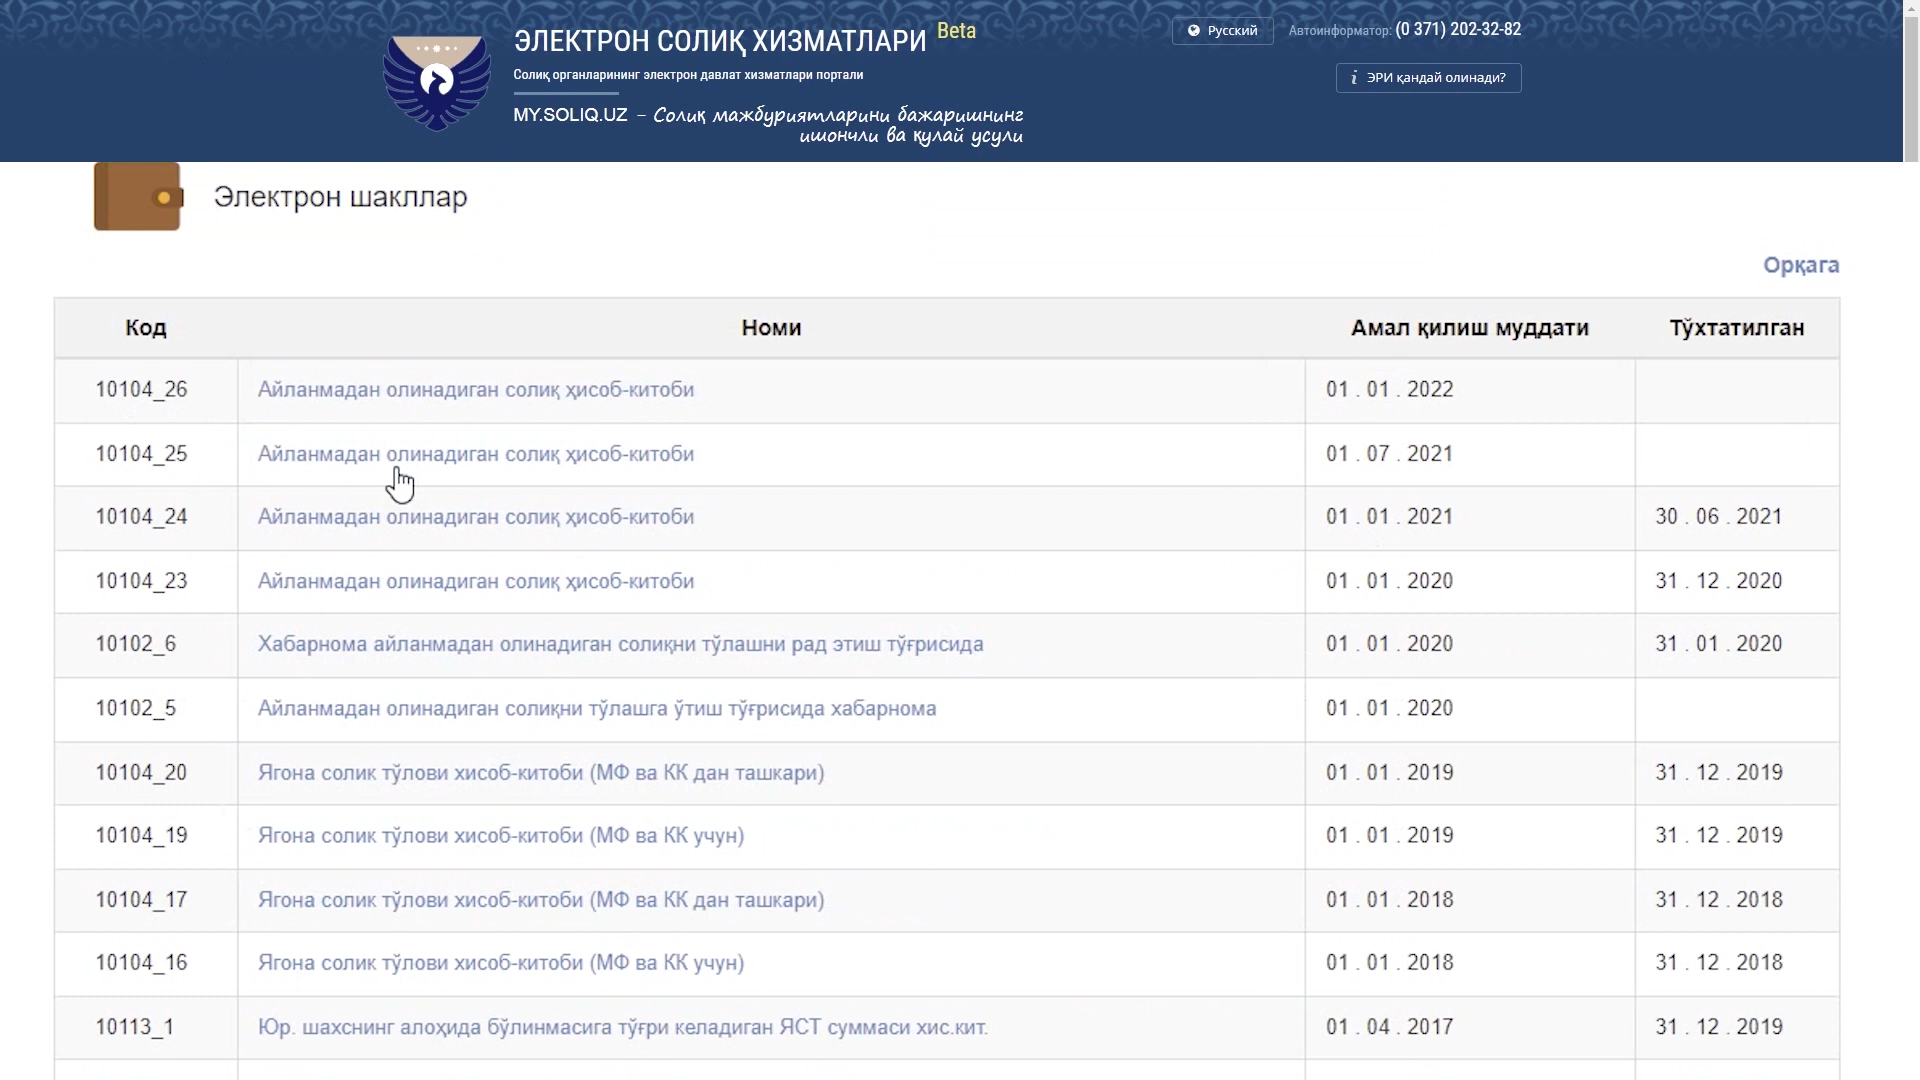 ЭЛЕКТРОН СОЛИҚ ХИЗМАТЛАРИ Beta
Солиқ органларининг электрон давлат хизматлари портали
MY.SOLIQ.UZ – Солиқ мажбуриятларини бажаришнинг
ишончли ва қулай усули
Русский
Автоинформатор: (0 371) 202-32-82
ЭРИ қандай олинади?
Электрон шакллар
Орқага
Код Номи Амал қилиш муддати Тўхтатилган
10104_26 Айланмадан олинадиган солиқ ҳисоб-китоби 01 . 01 . 2022
10104_25 Айланмадан олинадиган солиқ ҳисоб-китоби 01 . 07 . 2021
10104_24 Айланмадан олинадиган солиқ ҳисоб-китоби 01 . 01 . 2021 30 . 06 . 2021
10104_23 Айланмадан олинадиган солиқ ҳисоб-китоби 01 . 01 . 2020 31 . 12 . 2020
10102_6 Хабарнома айланмадан олинадиган солиқни тўлашни рад этиш тўғрисида 01 . 01 . 2020 31 . 01 . 2020
10102_5 Айланмадан олинадиган солиқни тўлашга ўтиш тўғрисида хабарнома 01 . 01 . 2020
10104_20 Ягона солик тўлови хисоб-китоби (МФ ва КК дан ташкари) 01 . 01 . 2019 31 . 12 . 2019
10104_19 Ягона солик тўлови хисоб-китоби (МФ ва КК учун) 01 . 01 . 2019 31 . 12 . 2019
10104_17 Ягона солик тўлови хисоб-китоби (МФ ва КК дан ташкари) 01 . 01 . 2018 31 . 12 . 2018
10104_16 Ягона солик тўлови хисоб-китоби (МФ ва КК учун) 01 . 01 . 2018 31 . 12 . 2018
10113_1 Юр. шахснинг алоҳида бўлинмасига тўғри келадиган ЯСТ суммаси хис.кит. 01 . 04 . 2017 31 . 12 . 2019